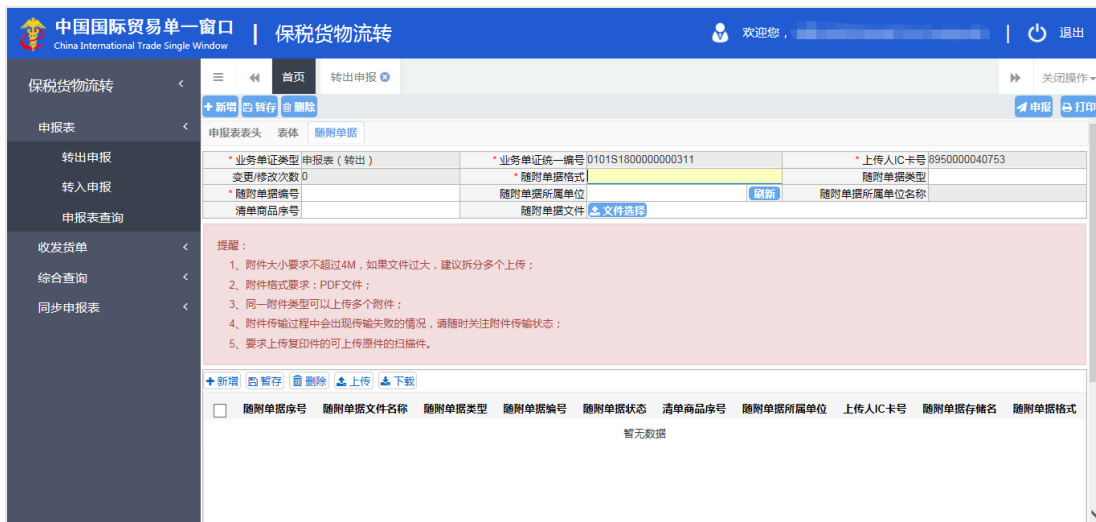 中国国际贸易单一窗口 | 保税货物流转 欢迎您， | 退出
China International Trade Single Window
保税货物流转
首页 转出申报 关闭操作
新增 暂存 删除 申报 打印
申报表
转出申报
转入申报
申报表查询
收发货单
综合查询
同步申报表
申报表表头 表体 随附单据
* 业务单证类型 申报表（转出） * 业务单证统一编号 0101S1800000000311 * 上传人IC卡号 8950000040753
变更/修改次数 0 * 随附单据格式 随附单据类型
* 随附单据编号 随附单据所属单位 刷新 随附单据所属单位名称
清单商品序号 随附单据文件 文件选择
提醒：
1、附件大小要求不超过4M，如果文件过大，建议拆分多个上传；
2、附件格式要求：PDF文件；
3、同一附件类型可以上传多个附件；
4、附件传输过程中会出现传输失败的情况，请随时关注附件传输状态；
5、要求上传复印件的可上传原件的扫描件。
新增 暂存 删除 上传 下载
随附单据序号 随附单据文件名称 随附单据类型 随附单据编号 随附单据状态 清单商品序号 随附单据所属单位 上传人IC卡号 随附单据存储名 随附单据格式
暂无数据